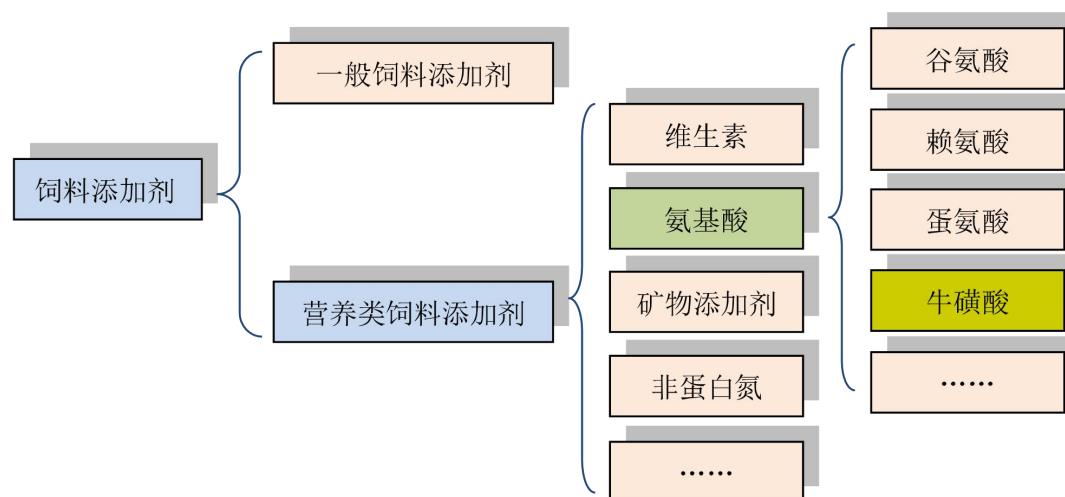 饲料添加剂
一般饲料添加剂
营养类饲料添加剂
维生素
氨基酸
矿物添加剂
非蛋白氮
……
谷氨酸
赖氨酸
蛋氨酸
牛磺酸
……